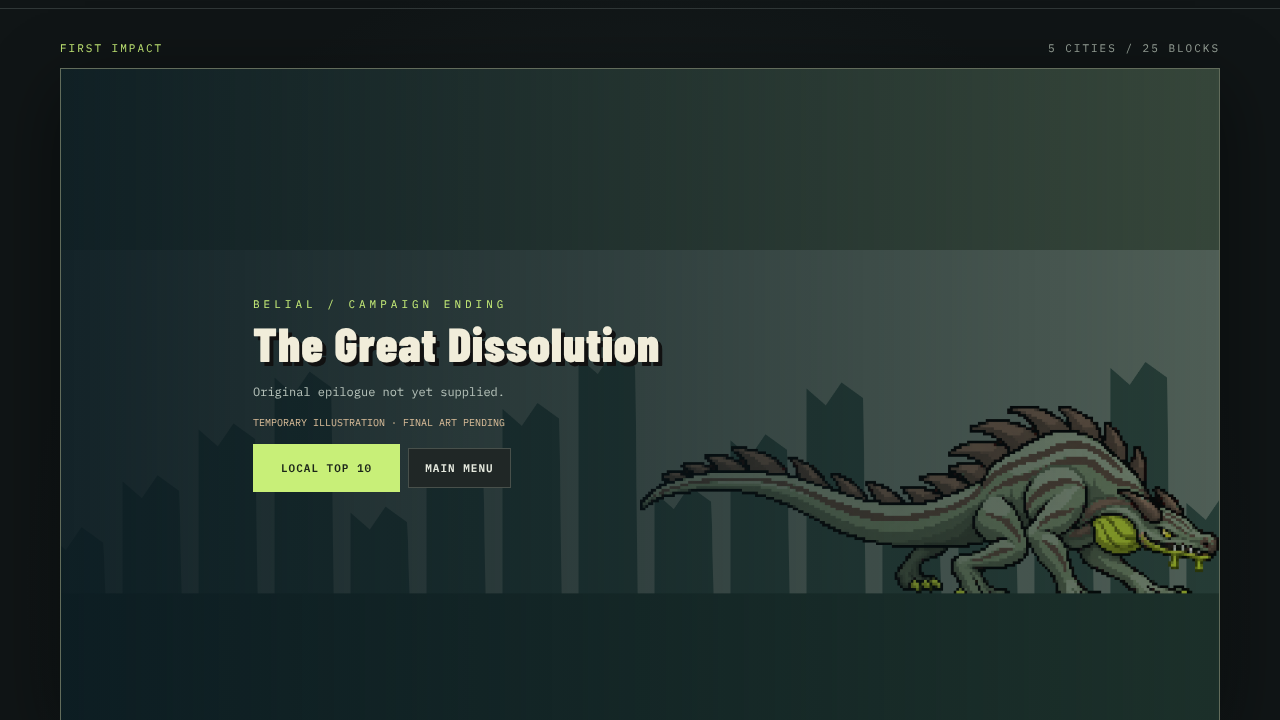 FIRST IMPACT
5 CITIES / 25 BLOCKS
BELIAL / CAMPAIGN ENDING
The Great Dissolution
Original epilogue not yet supplied.
TEMPORARY ILLUSTRATION · FINAL ART PENDING
LOCAL TOP 10
MAIN MENU